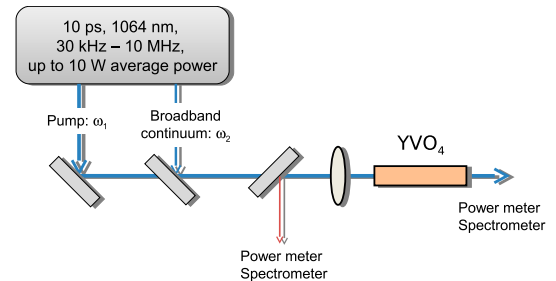 10 ps, 1064 nm,
30 kHz – 10 MHz,
up to 10 W average power,
Pump: ω₁
Broadband
continuum: ω₂
YVO₄
Power meter
Spectrometer
Power meter
Spectrometer